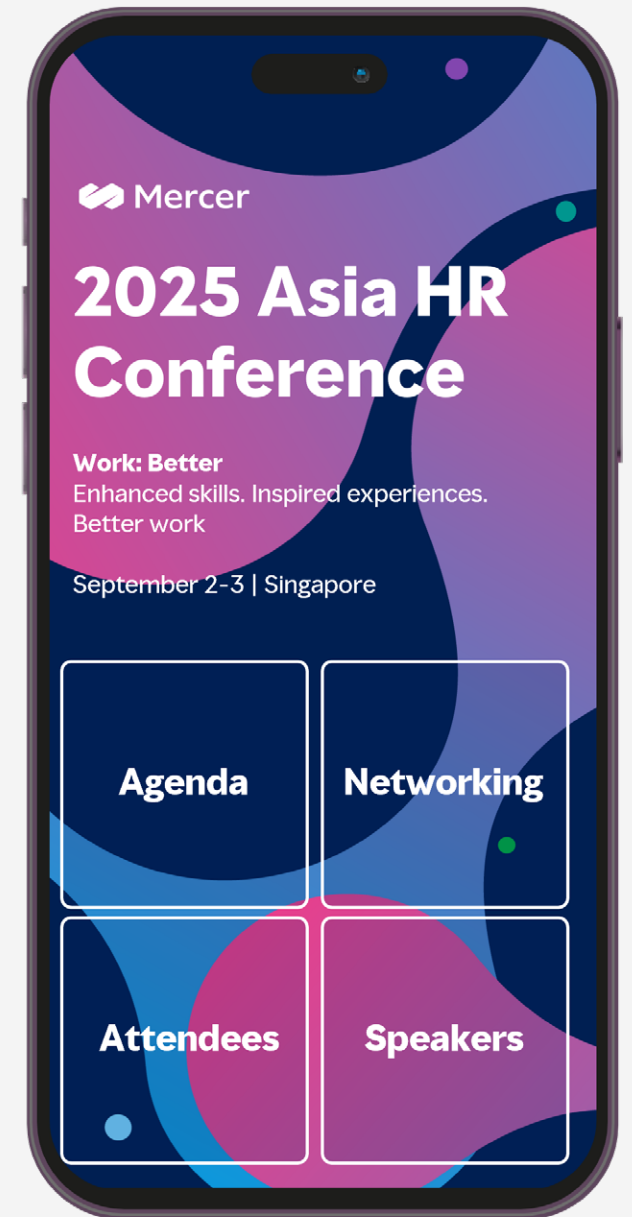 Mercer
2025 Asia HR
Conference
Work: Better
Enhanced skills. Inspired experiences.
Better work
September 2-3 | Singapore
Agenda
Networking
Attendees
Speakers